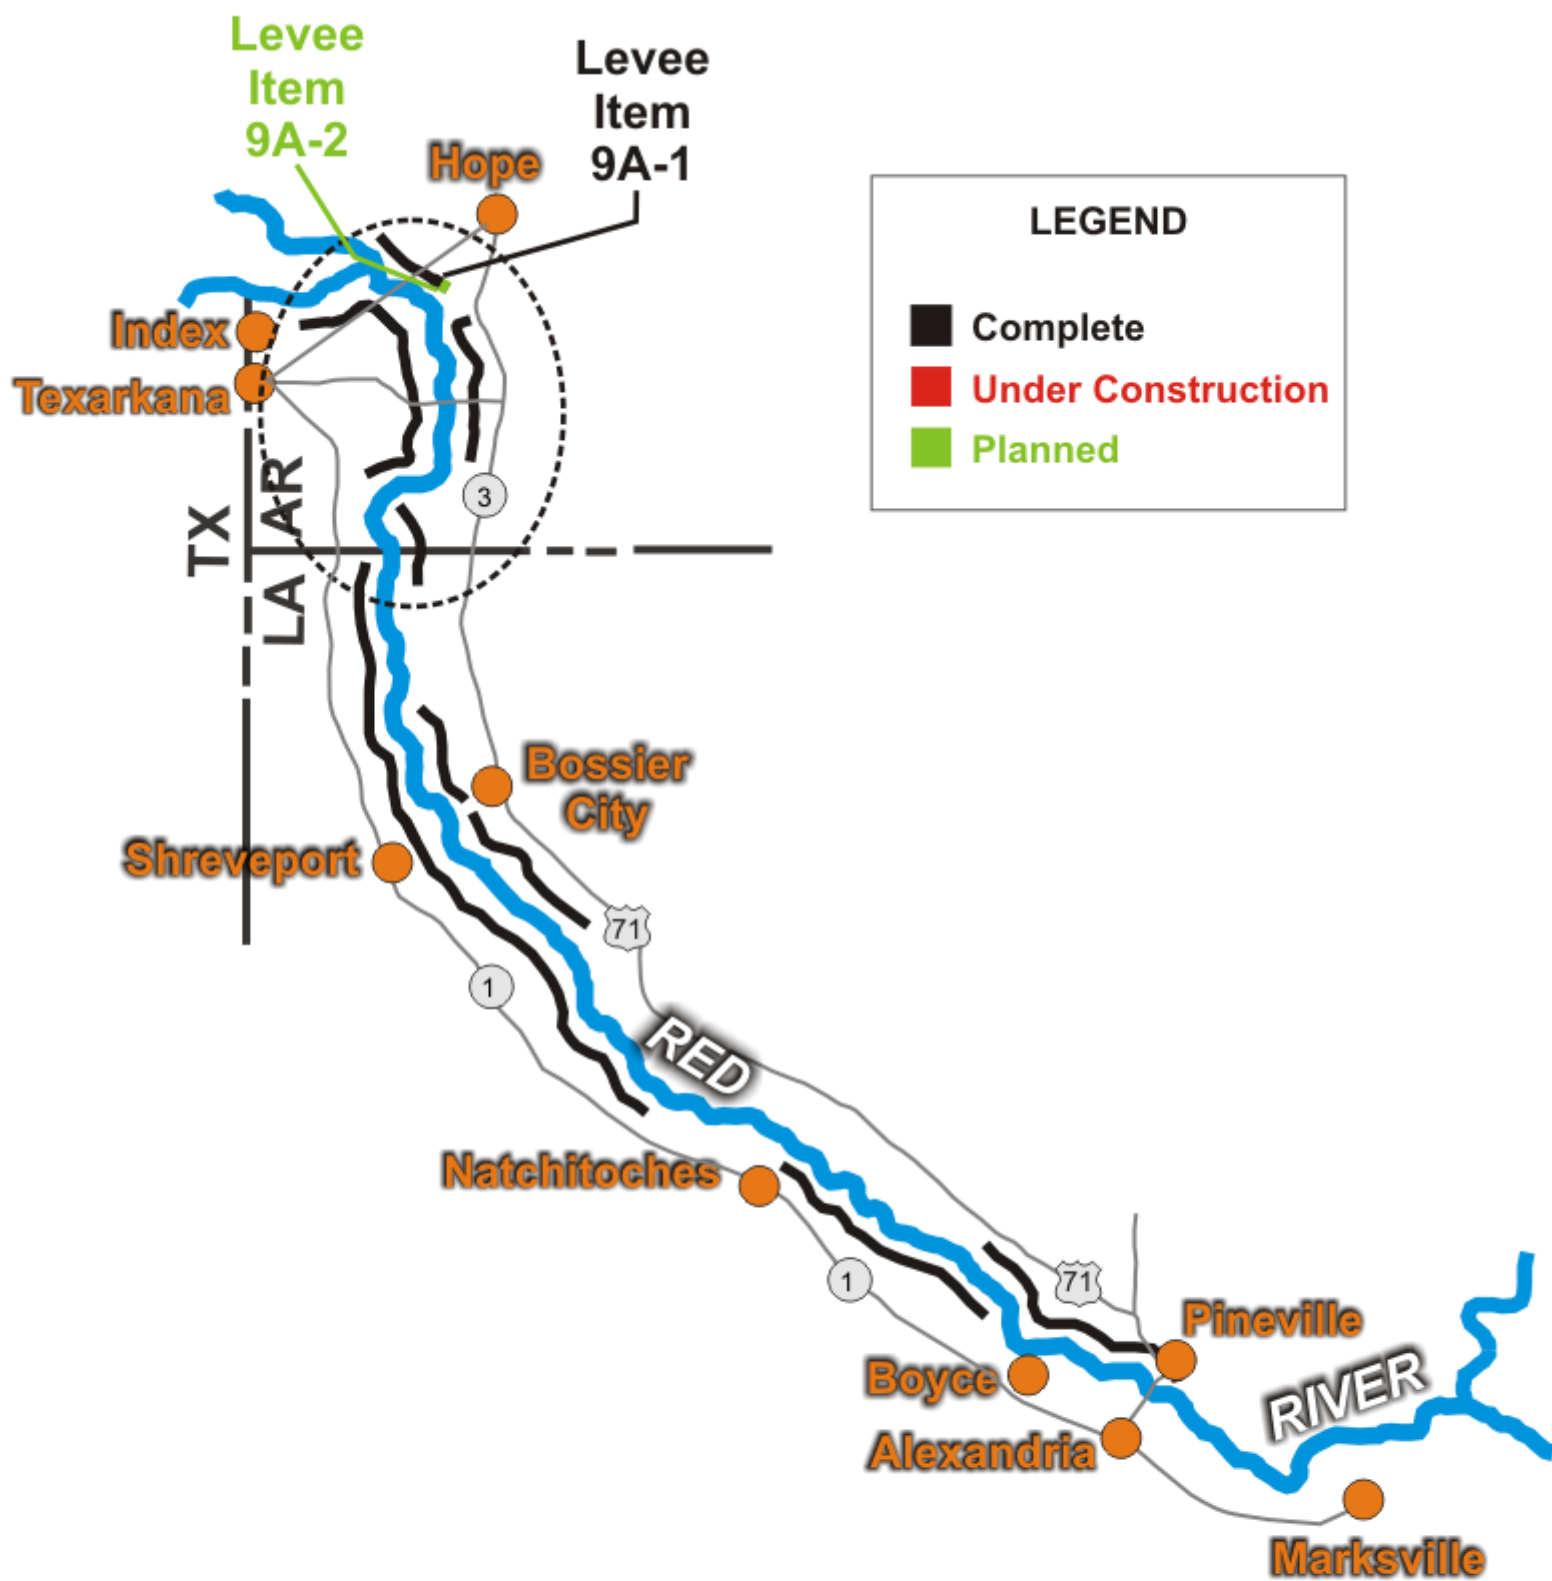 Levee
Item
9A-2
Levee
Item
9A-1
Hope
LEGEND
Complete
Under Construction
Planned
Index
Texarkana
TX
AR
LA
3
Bossier
City
Shreveport
71
1
RED
Natchitoches
1
71
Pineville
Boyce
RIVER
Alexandria
Marksville